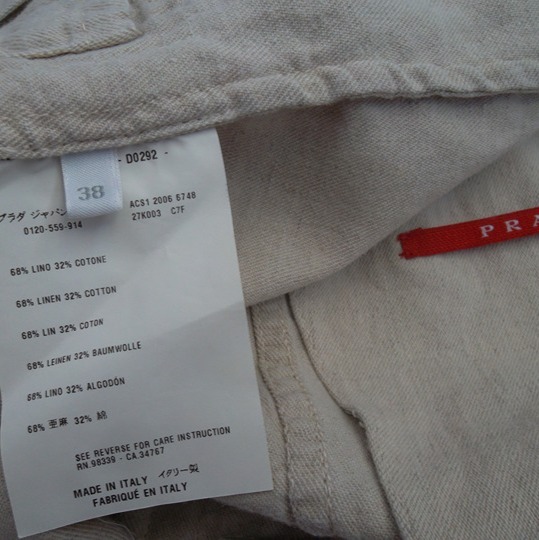 - D0292 -
38
プラダ ジャパン
0120-559-914
ACS1 2006 6748
27K003 C7F
68% LINO 32% COTONE
68% LINEN 32% COTTON
68% LIN 32% COTON
68% LEINEN 32% BAUMWOLLE
68% LINO 32% ALGODÓN
68% 亜麻 32% 綿
SEE REVERSE FOR CARE INSTRUCTION
RN.98339 - CA.34767
MADE IN ITALY イタリー製
FABRIQUÉ EN ITALY
PRA